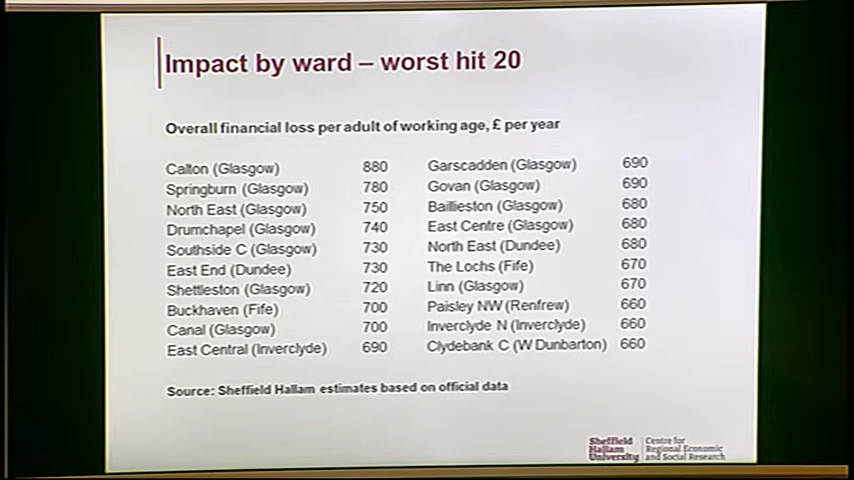 Impact by ward – worst hit 20
Overall financial loss per adult of working age, £ per year
Calton (Glasgow) 880
Springburn (Glasgow) 780
North East (Glasgow) 750
Drumchapel (Glasgow) 740
Southside C (Glasgow) 730
East End (Dundee) 730
Shettleston (Glasgow) 720
Buckhaven (Fife) 700
Canal (Glasgow) 700
East Central (Inverclyde) 690
Garscadden (Glasgow) 690
Govan (Glasgow) 690
Baillieston (Glasgow) 680
East Centre (Glasgow) 680
North East (Dundee) 680
The Lochs (Fife) 670
Linn (Glasgow) 670
Paisley NW (Renfrew) 660
Inverclyde N (Inverclyde) 660
Clydebank C (W Dunbarton) 660
Source: Sheffield Hallam estimates based on official data
Sheffield
Hallam
University
Centre for
Regional Economic
and Social Research